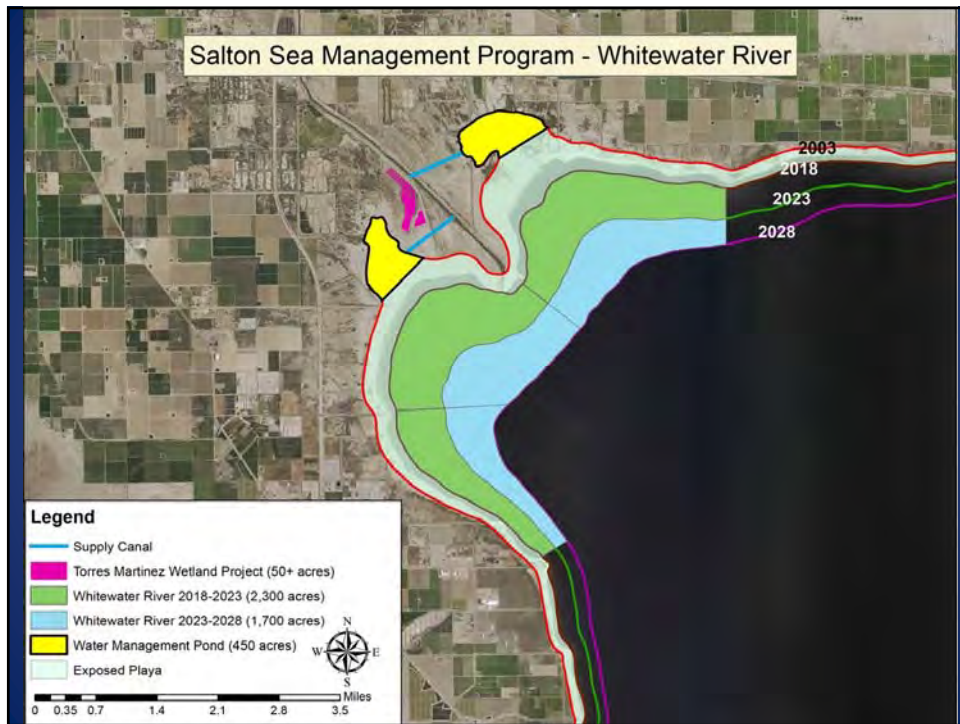 Salton Sea Management Program - Whitewater River
2003
2018
2023
2028
Legend
Supply Canal
Torres Martinez Wetland Project (50+ acres)
Whitewater River 2018-2023 (2,300 acres)
Whitewater River 2023-2028 (1,700 acres)
Water Management Pond (450 acres)
Exposed Playa
N
W E
S
Miles
0 0.35 0.7 1.4 2.1 2.8 3.5